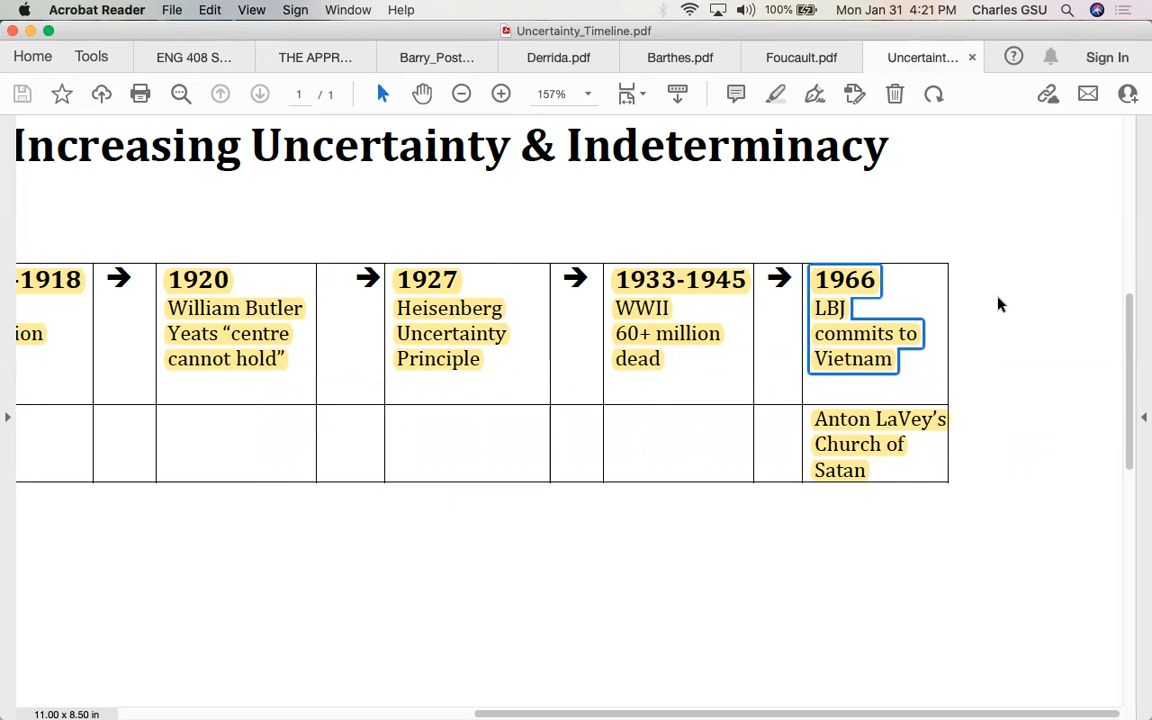 Acrobat Reader File Edit View Sign Window Help 100% Mon Jan 31 4:21 PM Charles GSU
Uncertainty_Timeline.pdf
Home Tools ENG 408 S... THE APPR... Barry_Post... Derrida.pdf Barthes.pdf Foucault.pdf Uncertaint... × Sign In
1 / 1 157%
Increasing Uncertainty & Indeterminacy
-1918 → 1920 → 1927 → 1933-1945 → 1966
William Butler Heisenberg WWII LBJ
ion Yeats “centre Uncertainty 60+ million commits to
cannot hold” Principle dead Vietnam
Anton LaVey’s
Church of
Satan
11.00 x 8.50 in